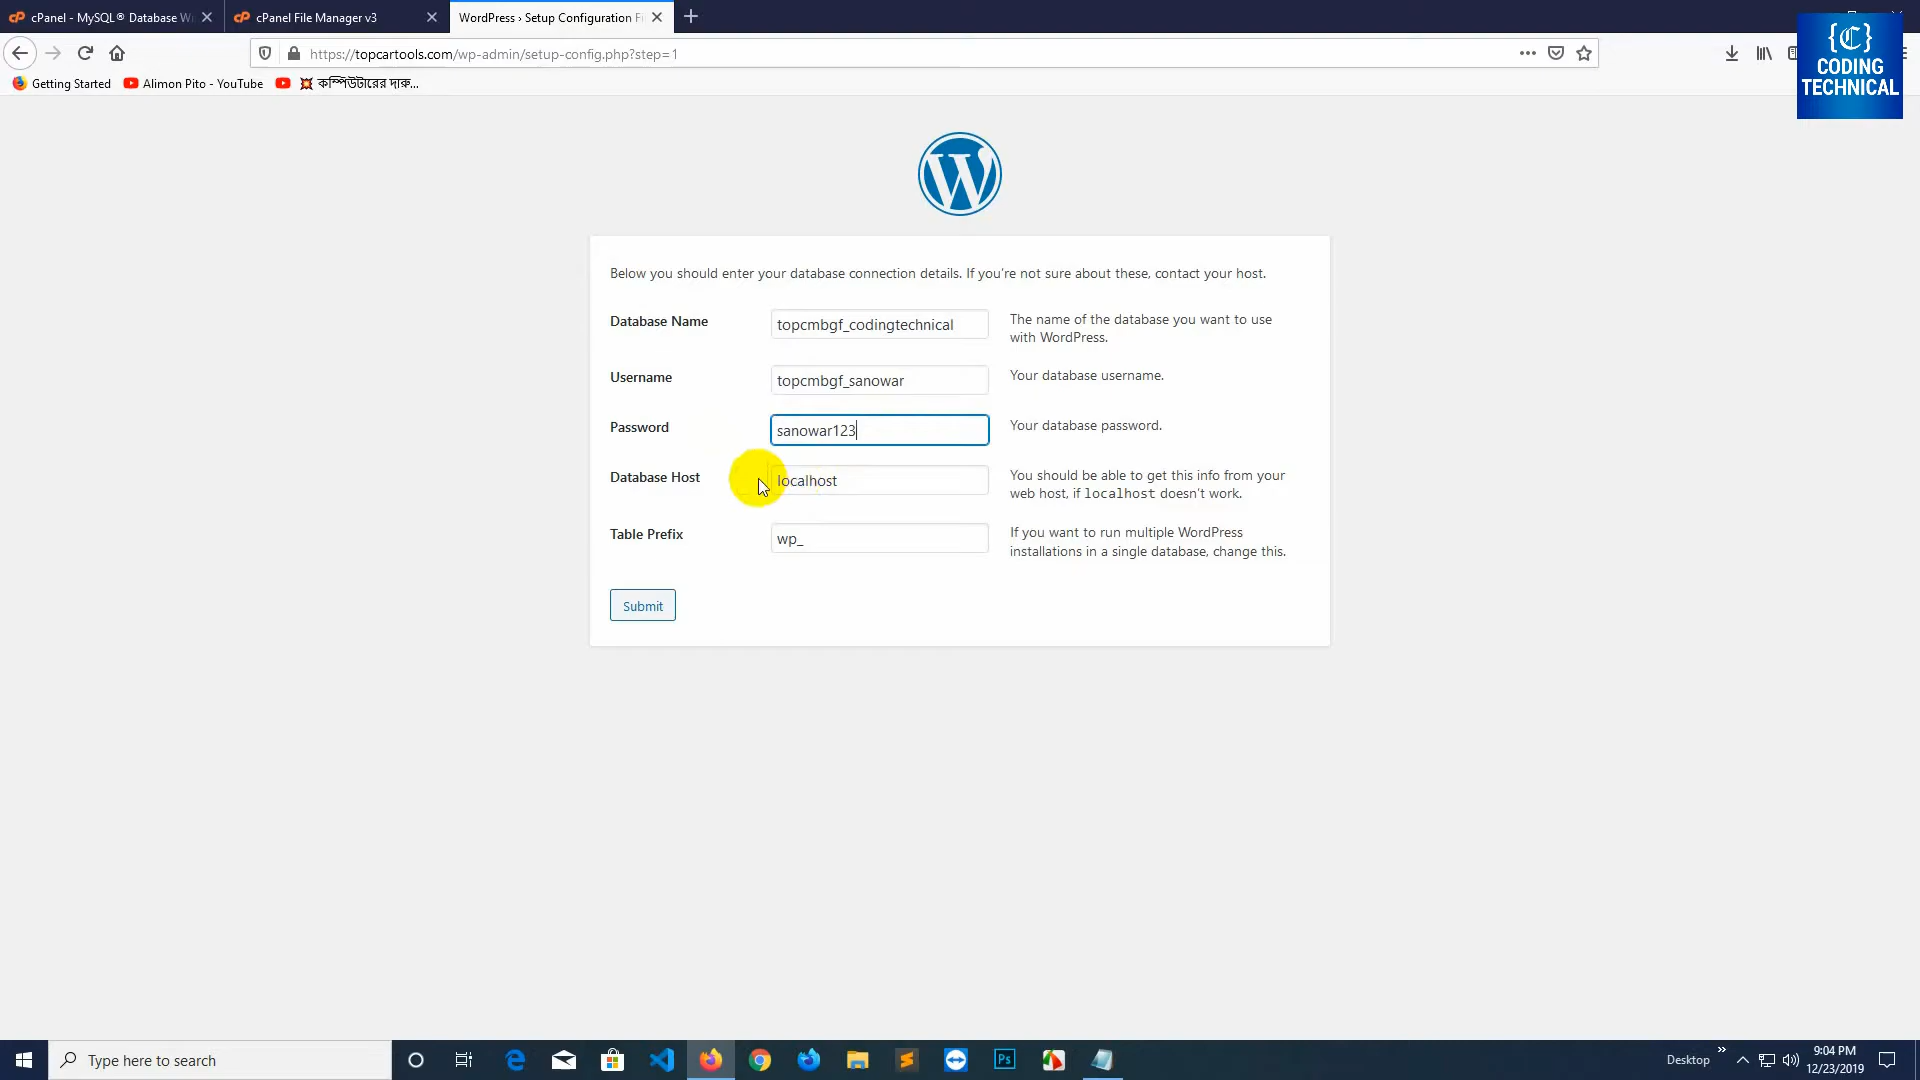 cPanel - MySQL® Database W
cPanel File Manager v3
WordPress › Setup Configuration F
{C}
CODING
TECHNICAL
https://topcartools.com/wp-admin/setup-config.php?step=1
Getting Started
Alimon Pito - YouTube
কম্পিউটারের দারু...
Below you should enter your database connection details. If you’re not sure about these, contact your host.
Database Name
topcmbgf_codingtechnical
The name of the database you want to use
with WordPress.
Username
topcmbgf_sanowar
Your database username.
Password
sanowar123
Your database password.
Database Host
localhost
You should be able to get this info from your
web host, if localhost doesn’t work.
Table Prefix
wp_
If you want to run multiple WordPress
installations in a single database, change this.
Submit
Type here to search
Ps
Desktop
9:04 PM
12/23/2019